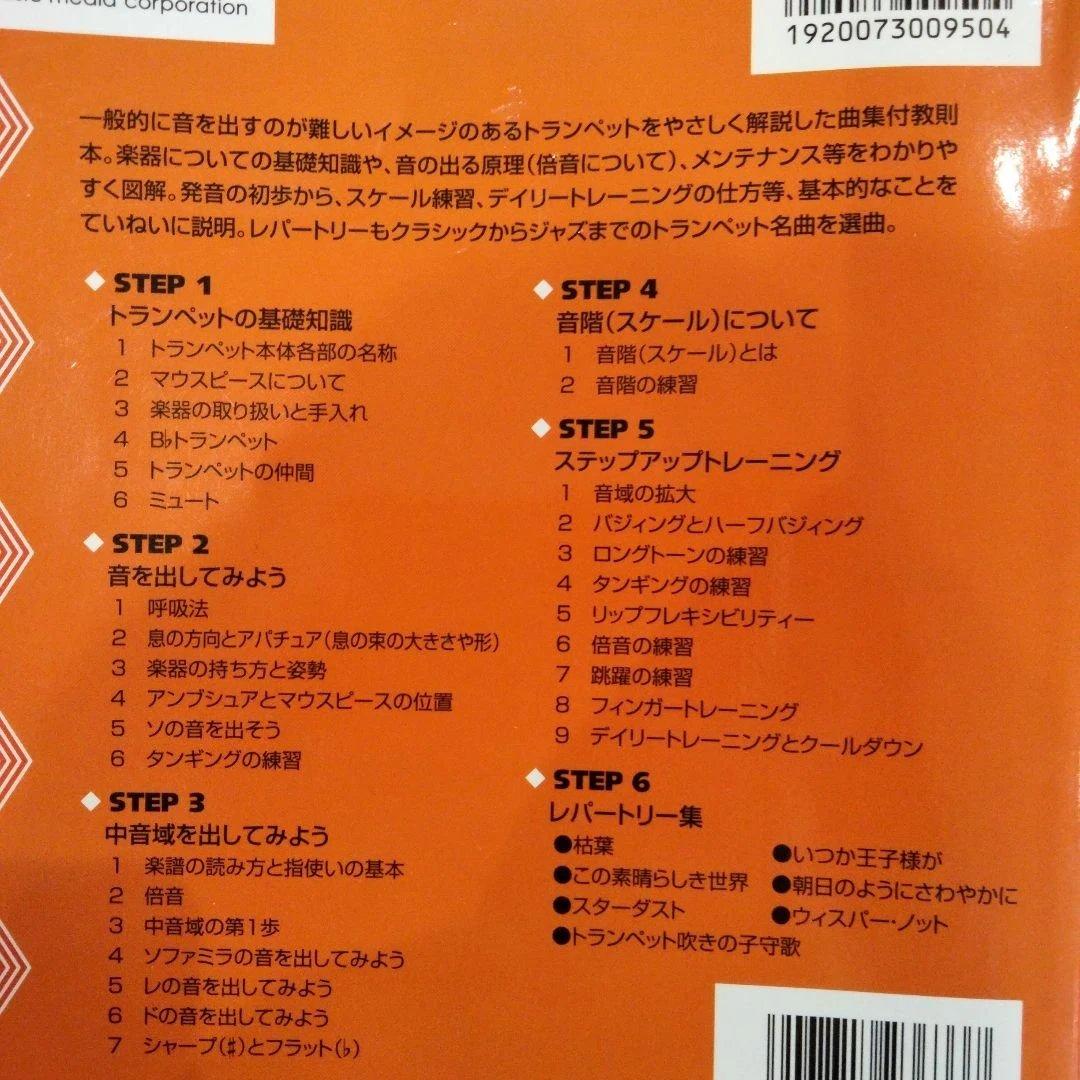 media corporation
1920073009504
一般的に音を出すのが難しいイメージのあるトランペットをやさしく解説した曲集付教則
本。楽器についての基礎知識や、音の出る原理(倍音について)、メンテナンス等をわかりや
すく図解。発音の初歩から、スケール練習、デイリートレーニングの仕方等、基本的なことを
ていねいに説明。レパートリーもクラシックからジャズまでのトランペット名曲を選曲。
◆ STEP 1
トランペットの基礎知識
1 トランペット本体各部の名称
2 マウスピースについて
3 楽器の取り扱いと手入れ
4 B♭トランペット
5 トランペットの仲間
6 ミュート
◆ STEP 2
音を出してみよう
1 呼吸法
2 息の方向とアパチュア(息の束の大きさや形)
3 楽器の持ち方と姿勢
4 アンブシュアとマウスピースの位置
5 ソの音を出そう
6 タンギングの練習
◆ STEP 3
中音域を出してみよう
1 楽譜の読み方と指使いの基本
2 倍音
3 中音域の第1歩
4 ソファミラの音を出してみよう
5 レの音を出してみよう
6 ドの音を出してみよう
7 シャープ(♯)とフラット(♭)
◆ STEP 4
音階(スケール)について
1 音階(スケール)とは
2 音階の練習
◆ STEP 5
ステップアップトレーニング
1 音域の拡大
2 バジィングとハーフバジィング
3 ロングトーンの練習
4 タンギングの練習
5 リップフレキシビリティー
6 倍音の練習
7 跳躍の練習
8 フィンガートレーニング
9 デイリートレーニングとクールダウン
◆ STEP 6
レパートリー集
●枯葉
●この素晴らしき世界
●スターダスト
●トランペット吹きの子守歌
●いつか王子様が
●朝日のようにさわやかに
●ウィスパー・ノット